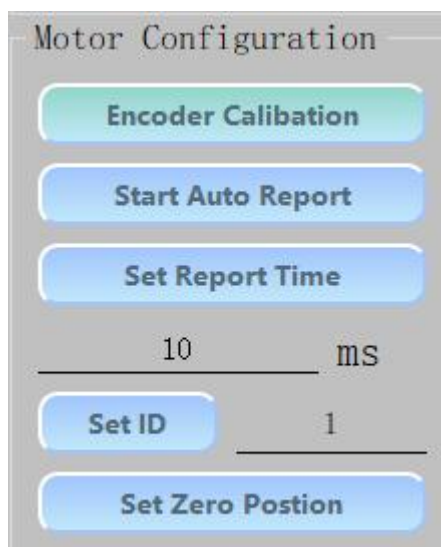 Motor Configuration
Encoder Calibation
Start Auto Report
Set Report Time
10 ms
Set ID 1
Set Zero Postion